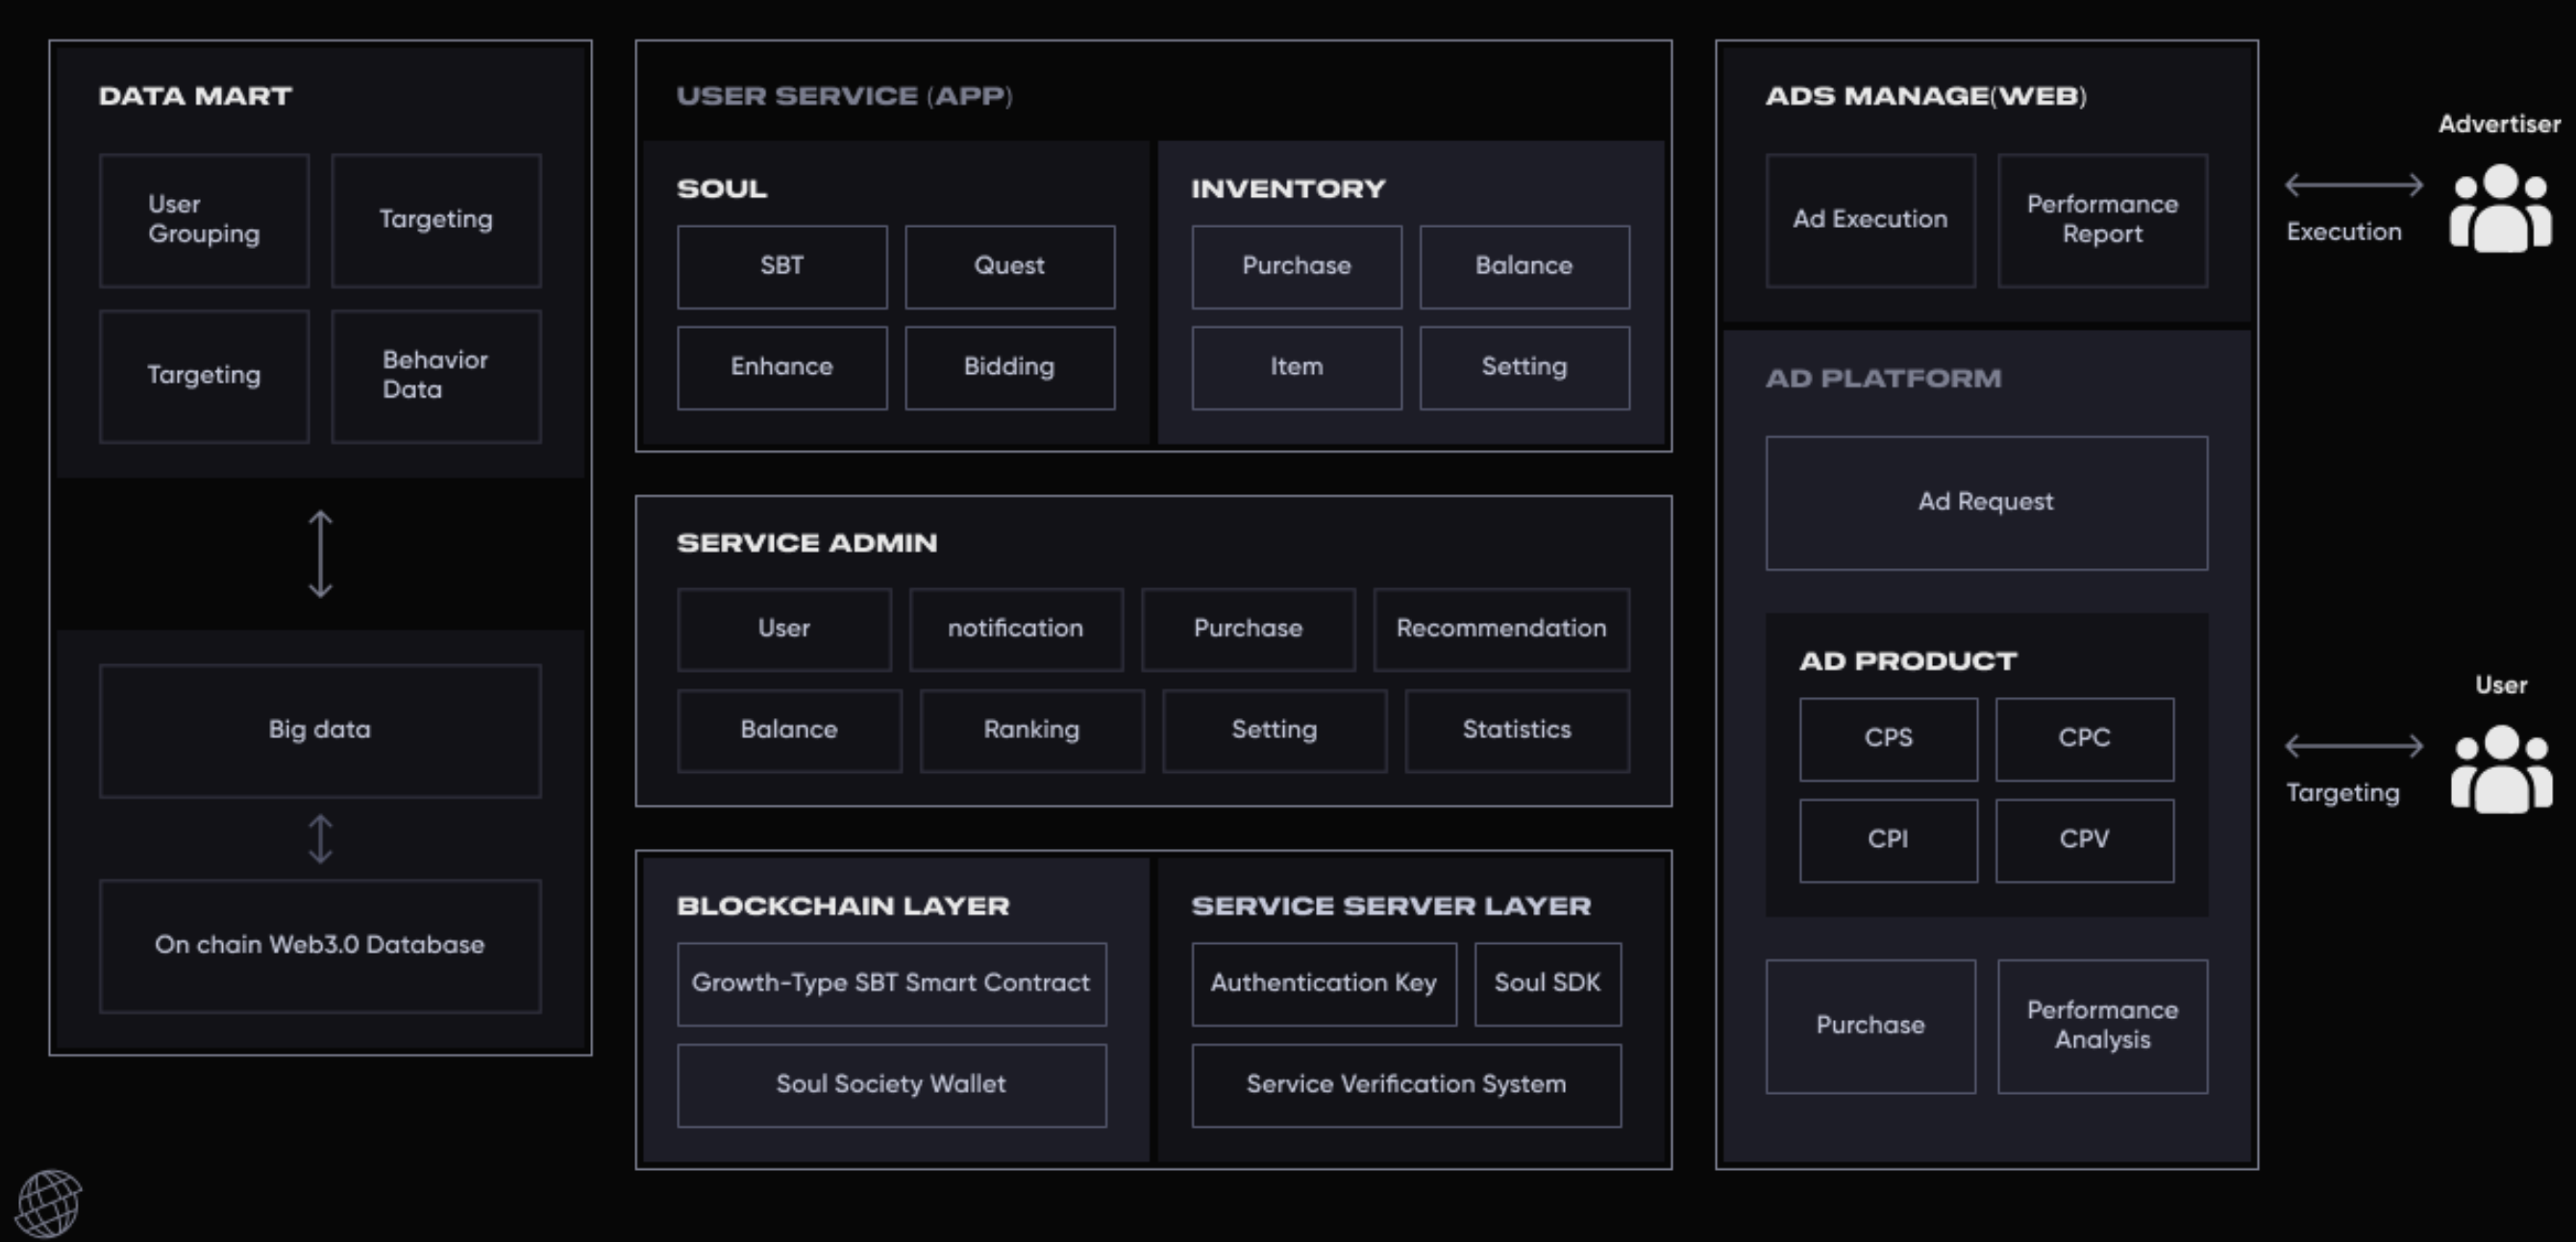 DATA MART
User
Grouping
Targeting
Targeting
Behavior
Data
Big data
On chain Web3.0 Database
USER SERVICE (APP)
SOUL
SBT
Quest
Enhance
Bidding
INVENTORY
Purchase
Balance
Item
Setting
SERVICE ADMIN
User
notification
Purchase
Recommendation
Balance
Ranking
Setting
Statistics
BLOCKCHAIN LAYER
Growth-Type SBT Smart Contract
Soul Society Wallet
SERVICE SERVER LAYER
Authentication Key
Soul SDK
Service Verification System
ADS MANAGE(WEB)
Ad Execution
Performance
Report
AD PLATFORM
Ad Request
AD PRODUCT
CPS
CPC
CPI
CPV
Purchase
Performance
Analysis
Advertiser
Execution
User
Targeting